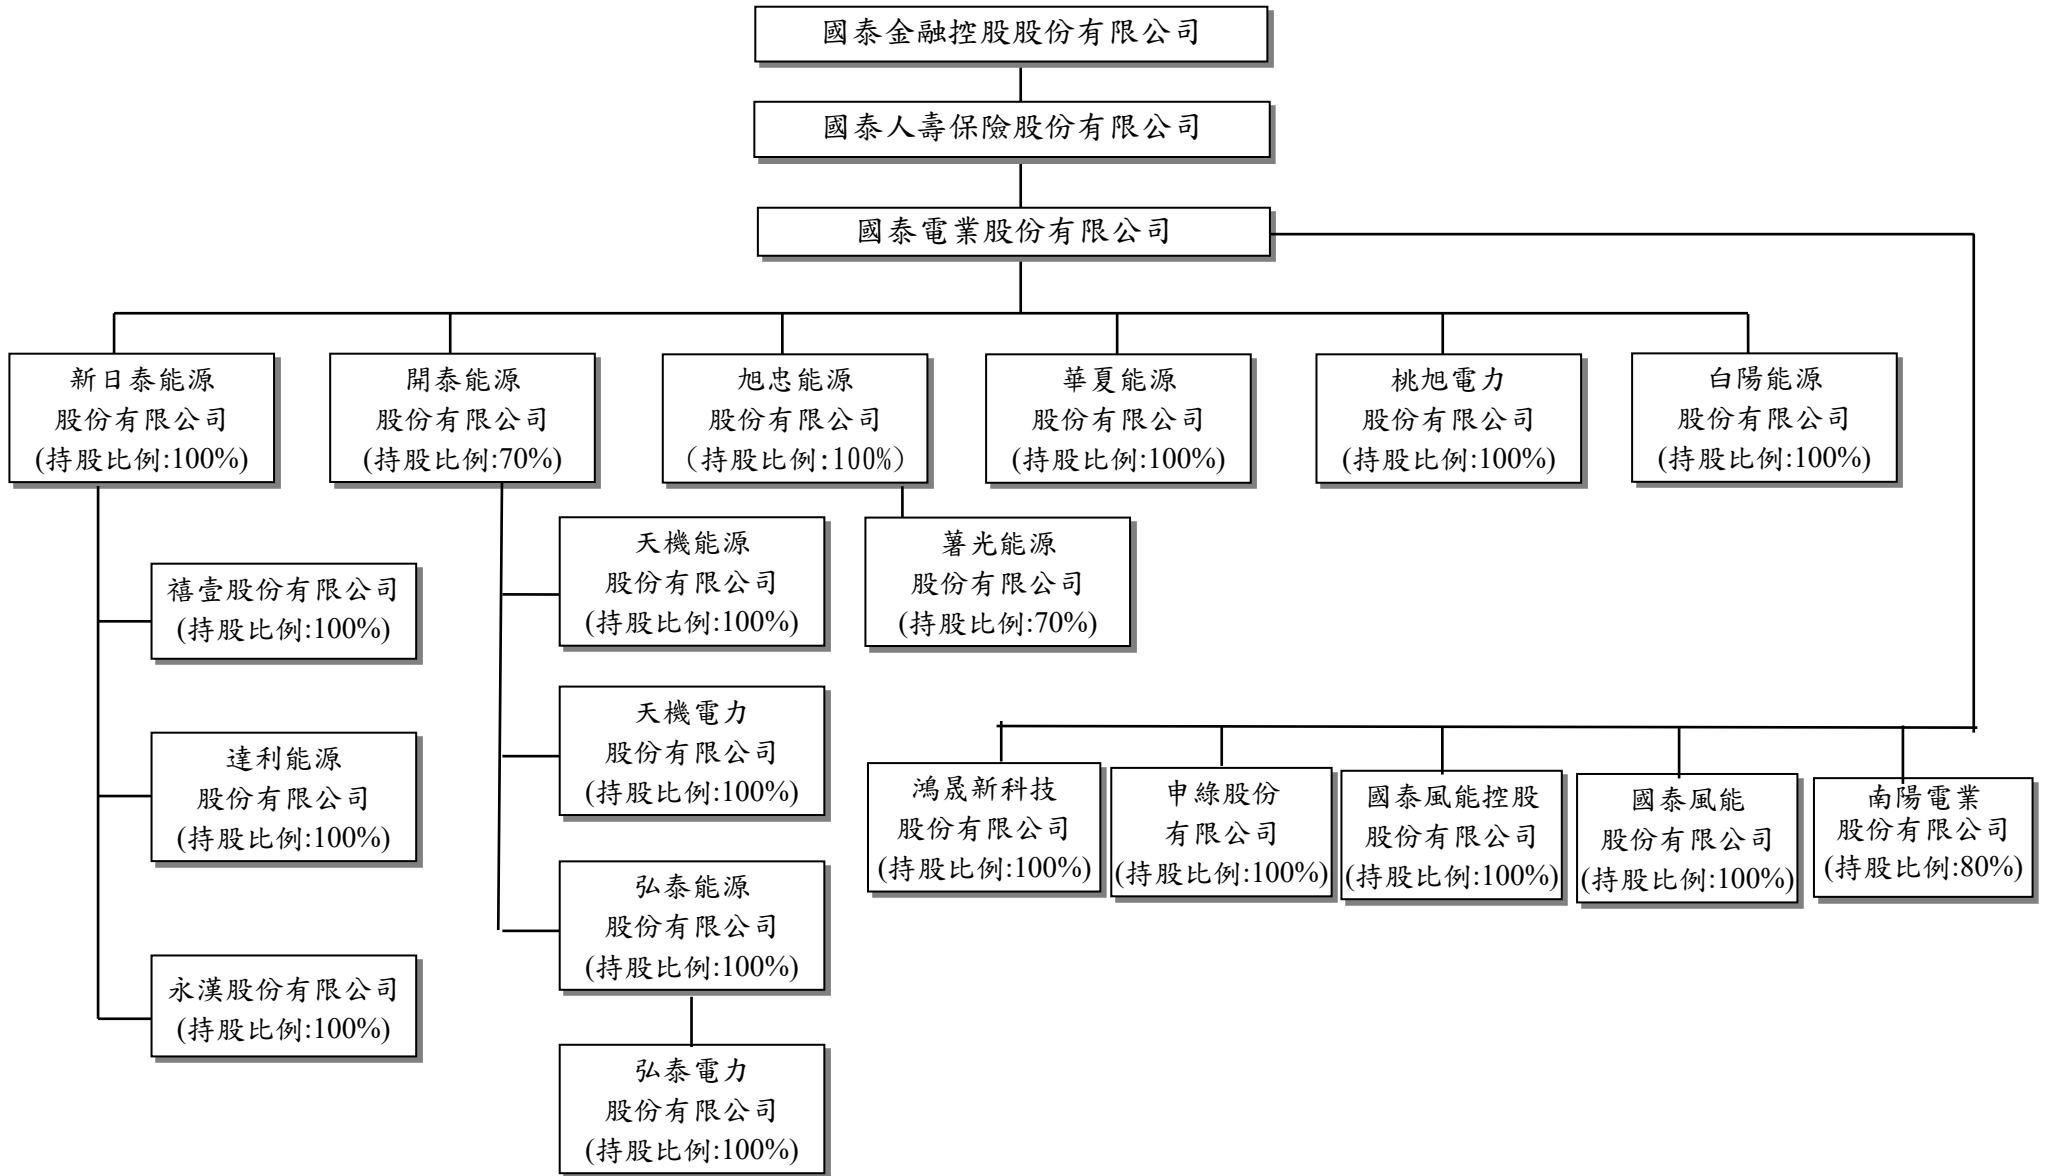 國泰金融控股股份有限公司
國泰人壽保險股份有限公司
國泰電業股份有限公司
新日泰能源
股份有限公司
(持股比例:100%)
開泰能源
股份有限公司
(持股比例:70%)
旭忠能源
股份有限公司
(持股比例:100%)
華夏能源
股份有限公司
(持股比例:100%)
桃旭電力
股份有限公司
(持股比例:100%)
白陽能源
股份有限公司
(持股比例:100%)
禧壹股份有限公司
(持股比例:100%)
達利能源
股份有限公司
(持股比例:100%)
永漢股份有限公司
(持股比例:100%)
天機能源
股份有限公司
(持股比例:100%)
天機電力
股份有限公司
(持股比例:100%)
弘泰能源
股份有限公司
(持股比例:100%)
弘泰電力
股份有限公司
(持股比例:100%)
薯光能源
股份有限公司
(持股比例:70%)
鴻晟新科技
股份有限公司
(持股比例:100%)
申綠股份
有限公司
(持股比例:100%)
國泰風能控股
股份有限公司
(持股比例:100%)
國泰風能
股份有限公司
(持股比例:100%)
南陽電業
股份有限公司
(持股比例:80%)